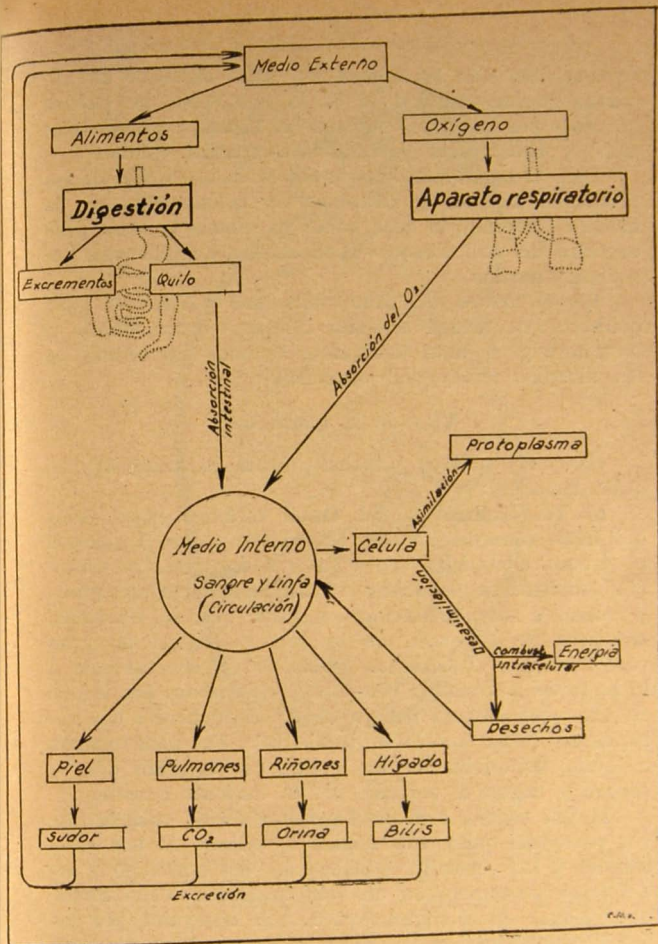 Medio Externo
Alimentos
Oxígeno
Digestión
Aparato respiratorio
Excrementos
Quilo
Absorción
intestinal
Absorción del O₂
Protoplasma
Asimilación
Medio Interno
Sangre y Linfa
(Circulación)
Célula
Desasimilación
Combust.
intracelular
Energía
Desechos
Piel
Pulmones
Riñones
Hígado
Sudor
CO₂
Orina
Bilis
Excreción